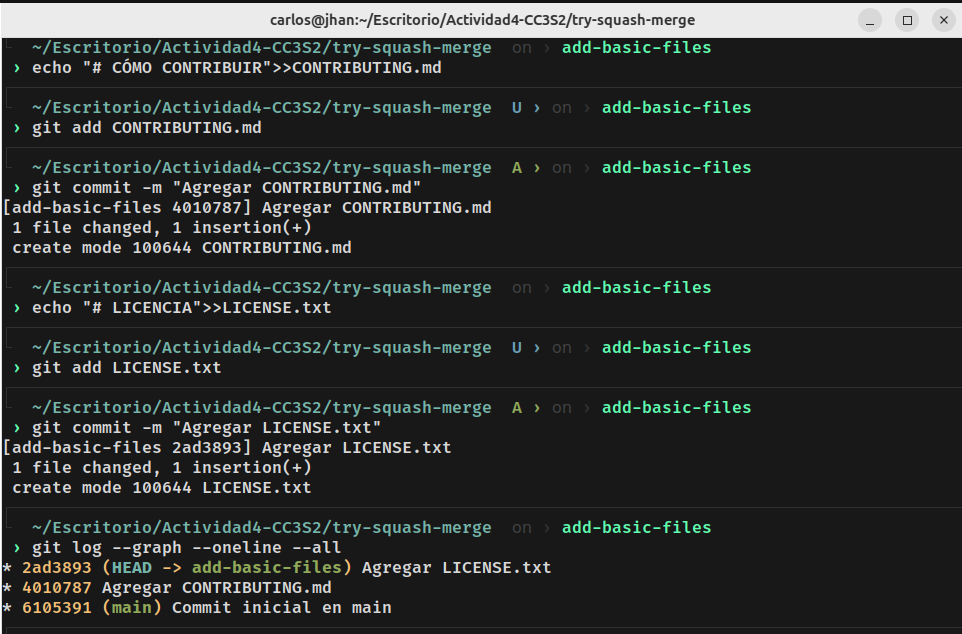 carlos@jhan:~/Escritorio/Actividad4-CC3S2/try-squash-merge
~/Escritorio/Actividad4-CC3S2/try-squash-merge on › add-basic-files
› echo "# CÓMO CONTRIBUIR">>CONTRIBUTING.md
~/Escritorio/Actividad4-CC3S2/try-squash-merge U › on › add-basic-files
› git add CONTRIBUTING.md
~/Escritorio/Actividad4-CC3S2/try-squash-merge A › on › add-basic-files
› git commit -m "Agregar CONTRIBUTING.md"
[add-basic-files 4010787] Agregar CONTRIBUTING.md
1 file changed, 1 insertion(+)
create mode 100644 CONTRIBUTING.md
~/Escritorio/Actividad4-CC3S2/try-squash-merge on › add-basic-files
› echo "# LICENCIA">>LICENSE.txt
~/Escritorio/Actividad4-CC3S2/try-squash-merge U › on › add-basic-files
› git add LICENSE.txt
~/Escritorio/Actividad4-CC3S2/try-squash-merge A › on › add-basic-files
› git commit -m "Agregar LICENSE.txt"
[add-basic-files 2ad3893] Agregar LICENSE.txt
1 file changed, 1 insertion(+)
create mode 100644 LICENSE.txt
~/Escritorio/Actividad4-CC3S2/try-squash-merge on › add-basic-files
› git log --graph --oneline --all
* 2ad3893 (HEAD -> add-basic-files) Agregar LICENSE.txt
* 4010787 Agregar CONTRIBUTING.md
* 6105391 (main) Commit inicial en main